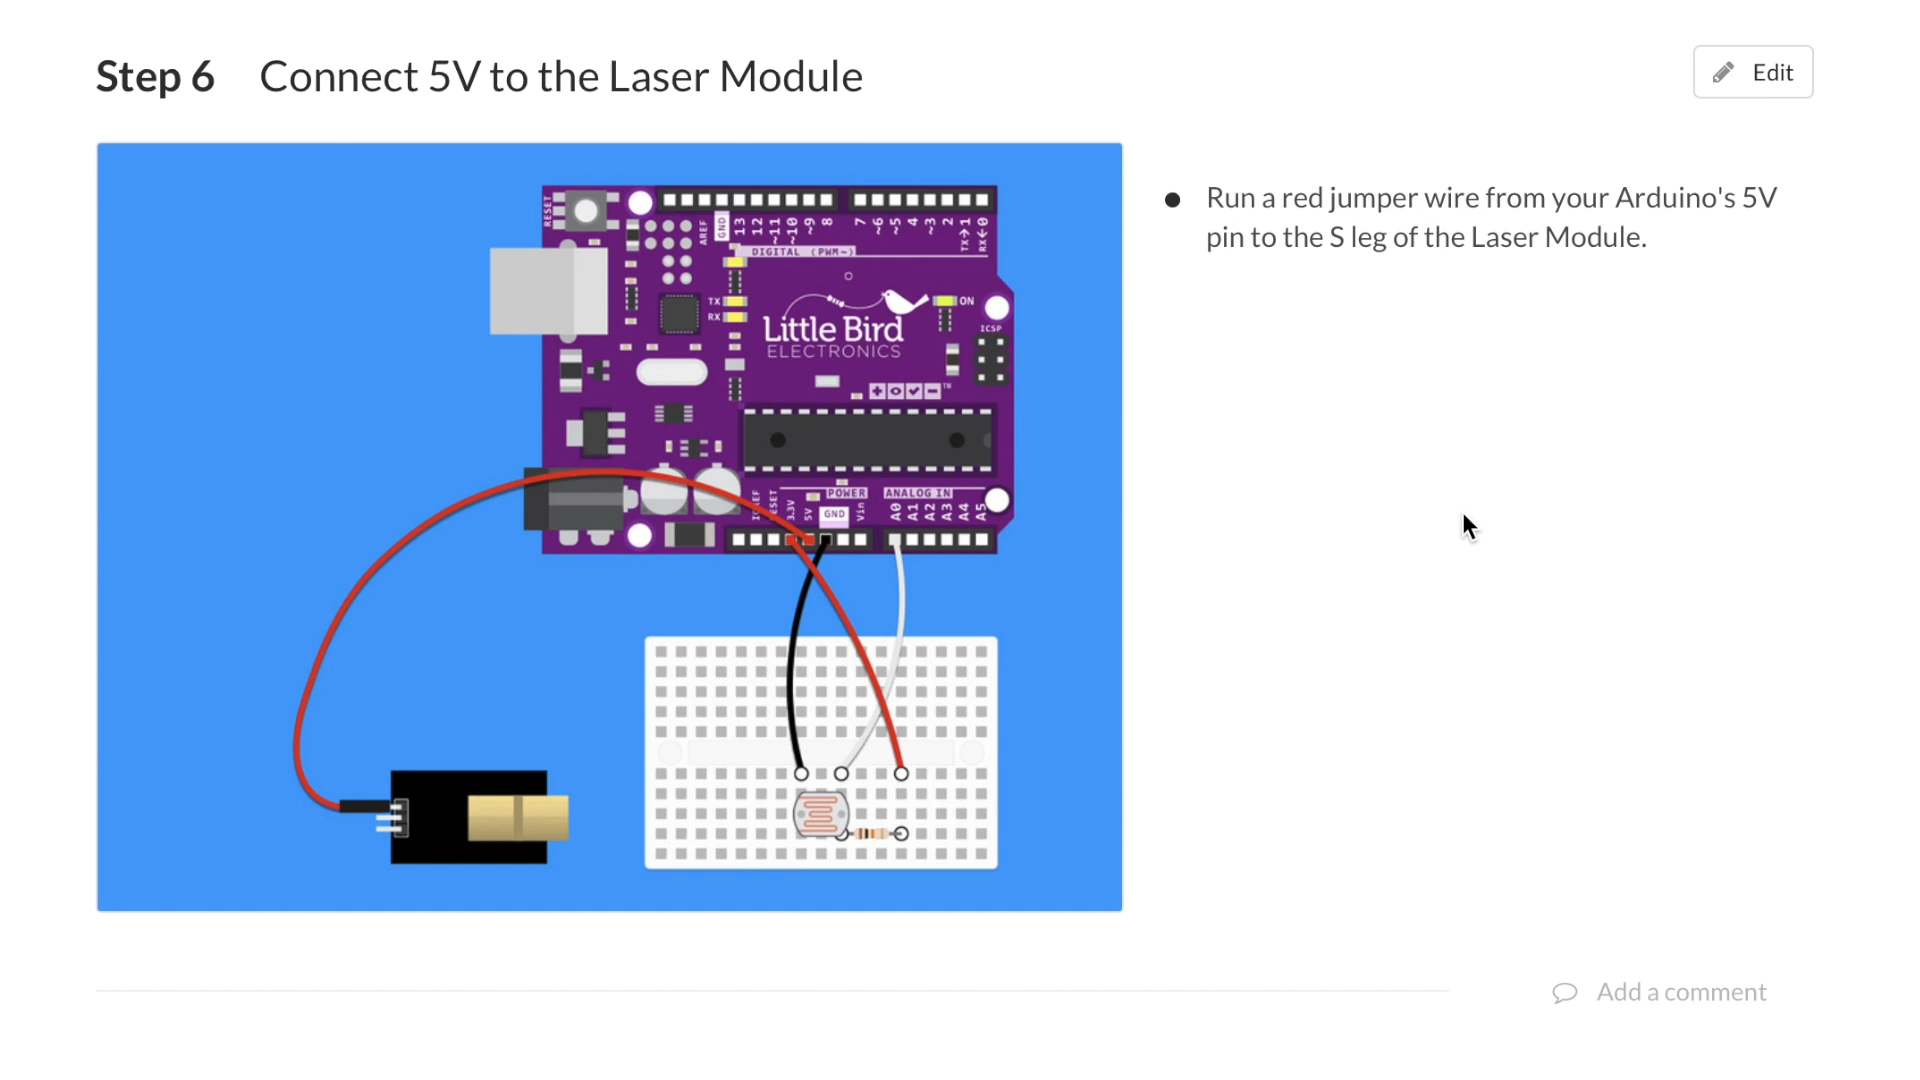 Step 6 Connect 5V to the Laser Module
Edit
Run a red jumper wire from your Arduino's 5V
pin to the S leg of the Laser Module.
RESET
AREF
GND
13
12
~11
~10
~9
8
7
~6
~5
4
~3
2
TX→1
RX←0
DIGITAL (PWM~)
TX
RX
ON
ICSP
Little Bird
ELECTRONICS
TM
POWER
ANALOG IN
3.3V
5V
GND
Vin
A0
A1
A2
A3
A4
A5
Add a comment